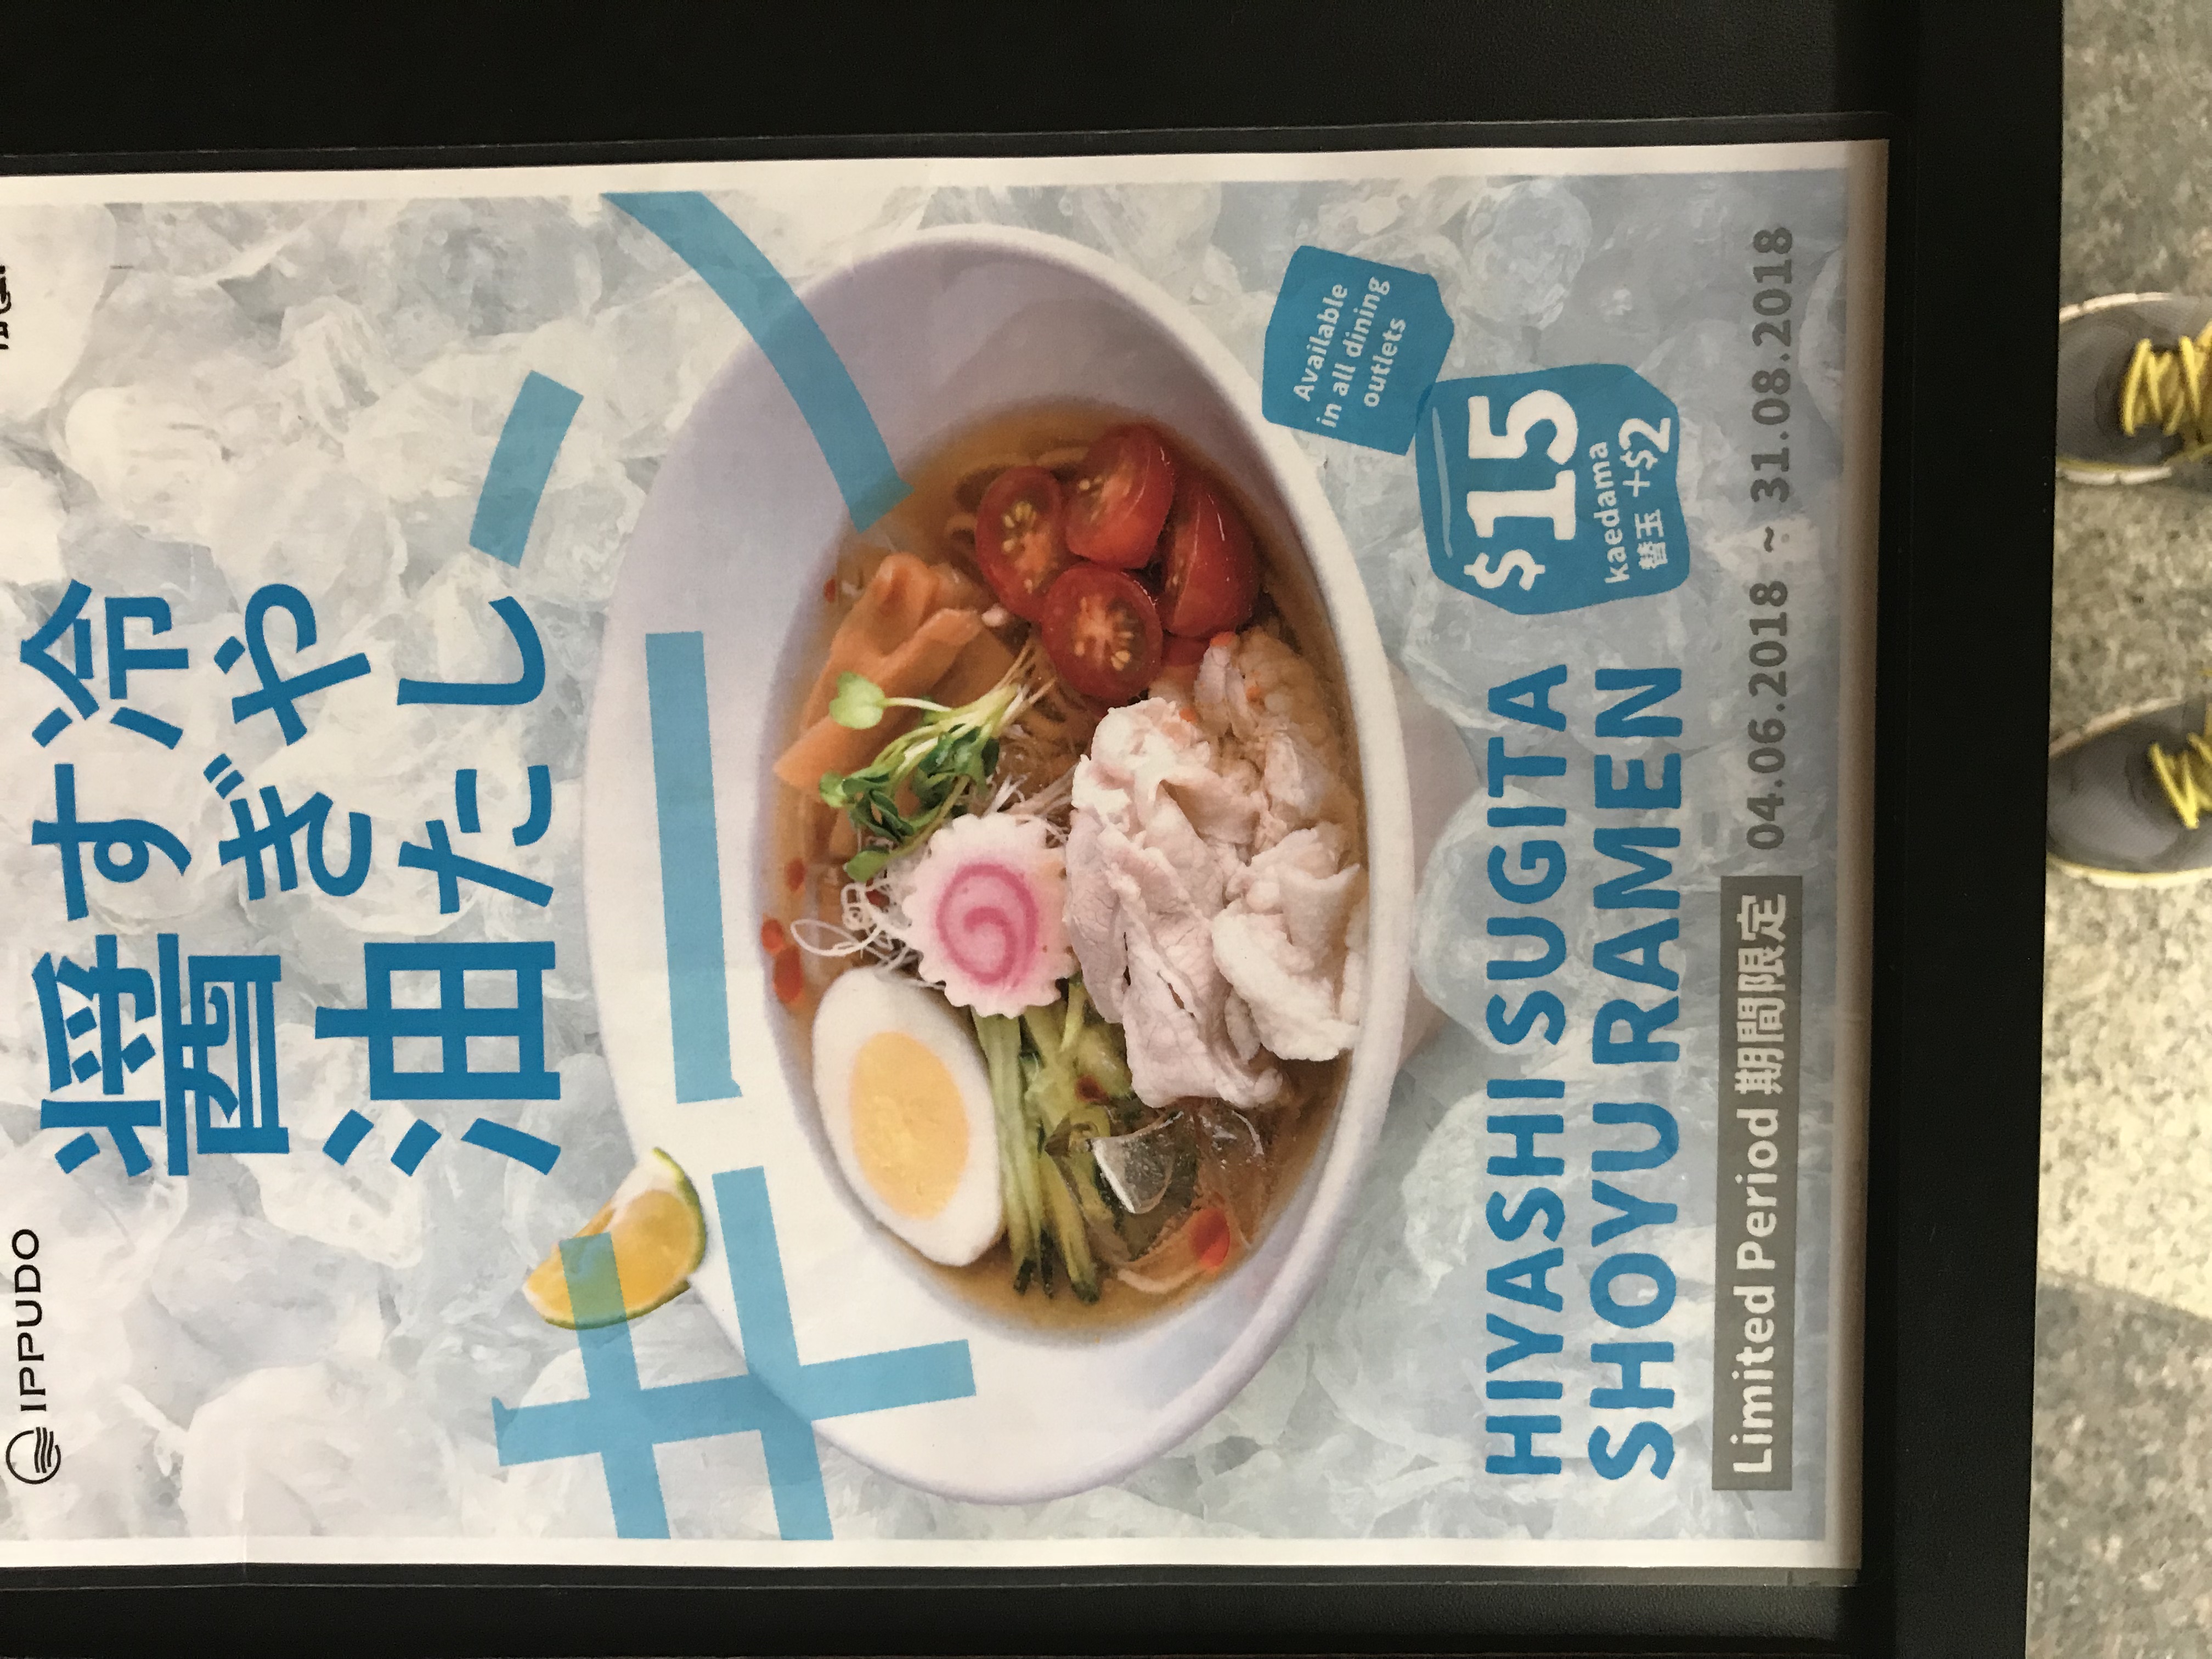 IPPUDO
冷やし
すぎた
醤油
キーン
Available
in all dining
outlets
HIYASHI SUGITA
SHOYU RAMEN
$15
kaedama
替玉 +$2
Limited Period 期間限定 04.06.2018 ~ 31.08.2018